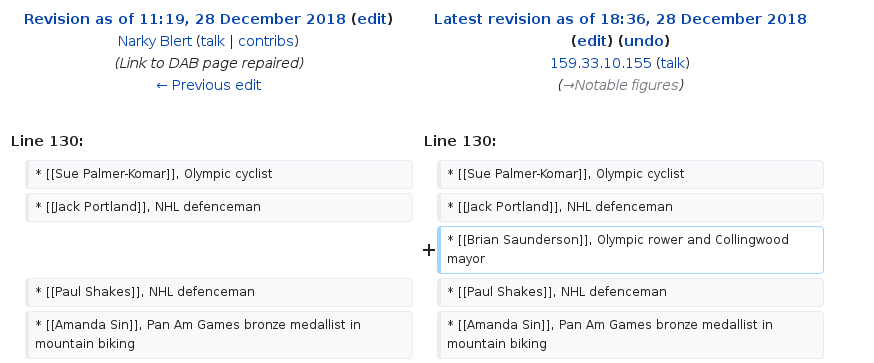 Revision as of 11:19, 28 December 2018 (edit)
Narky Blert (talk | contribs)
(Link to DAB page repaired)
← Previous edit
Latest revision as of 18:36, 28 December 2018
(edit) (undo)
159.33.10.155 (talk)
(→Notable figures)
Line 130:
Line 130:
* [[Sue Palmer-Komar]], Olympic cyclist
* [[Sue Palmer-Komar]], Olympic cyclist
* [[Jack Portland]], NHL defenceman
* [[Jack Portland]], NHL defenceman
+ * [[Brian Saunderson]], Olympic rower and Collingwood
mayor
* [[Paul Shakes]], NHL defenceman
* [[Paul Shakes]], NHL defenceman
* [[Amanda Sin]], Pan Am Games bronze medallist in
mountain biking
* [[Amanda Sin]], Pan Am Games bronze medallist in
mountain biking